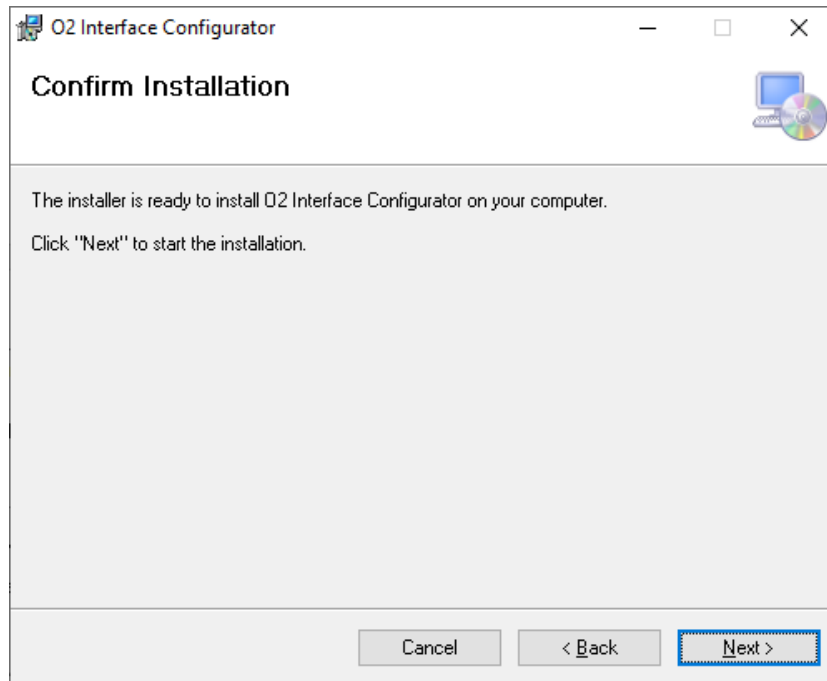 O2 Interface Configurator
Confirm Installation
The installer is ready to install O2 Interface Configurator on your computer.
Click "Next" to start the installation.
Cancel
< Back
Next >